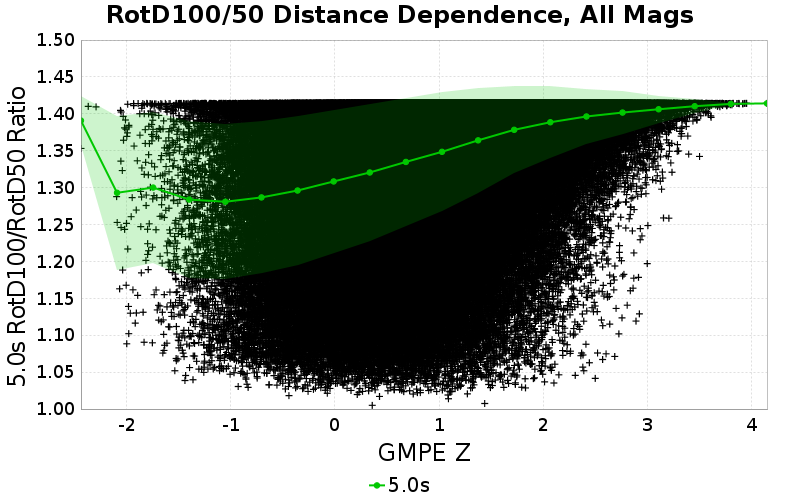 RotD100/50 Distance Dependence, All Mags
5.0s RotD100/RotD50 Ratio
1.50
1.45
1.40
1.35
1.30
1.25
1.20
1.15
1.10
1.05
1.00
-2 -1 0 1 2 3 4
GMPE Z
5.0s